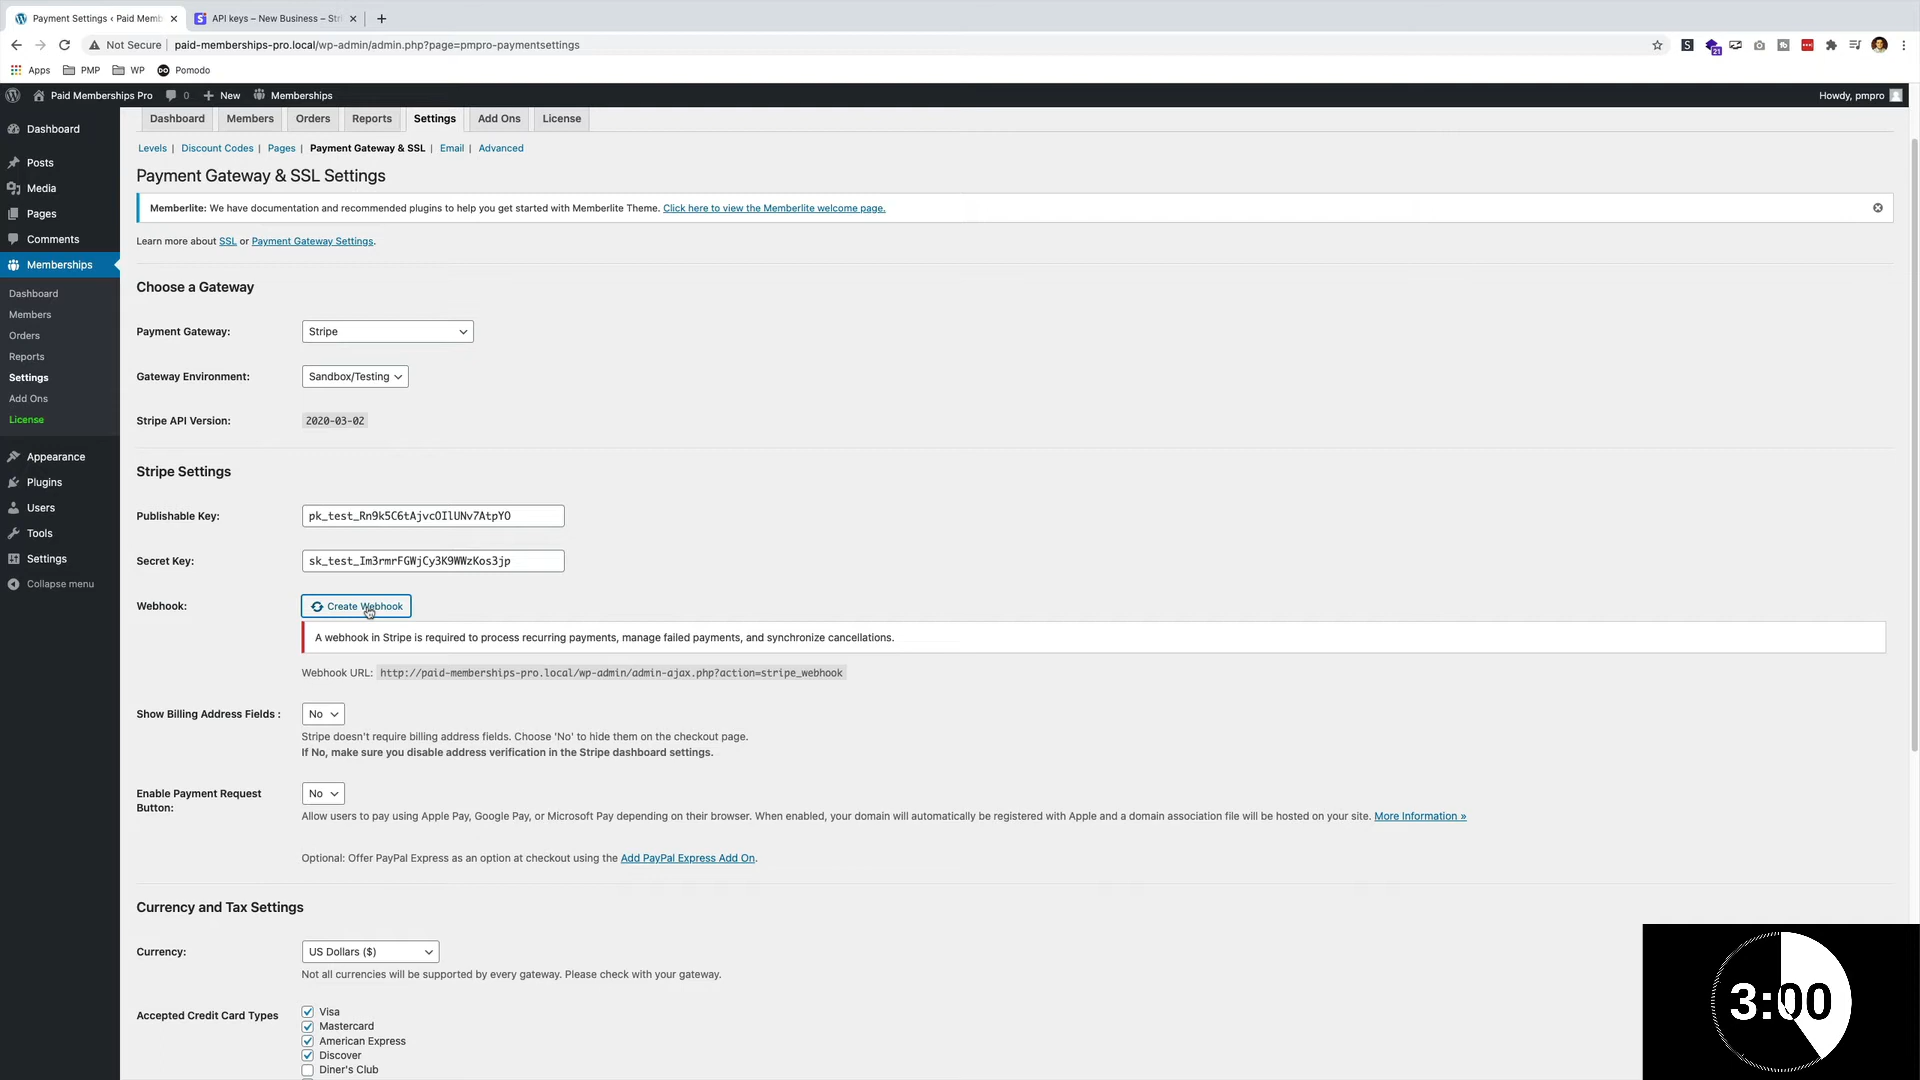 Payment Settings ‹ Paid Memb
API keys – New Business – Stri
Not Secure
paid-memberships-pro.local/wp-admin/admin.php?page=pmpro-paymentsettings
Apps
PMP
WP
DO Pomodo
Paid Memberships Pro
0
New
Memberships
Howdy, pmpro
Dashboard
Posts
Media
Pages
Comments
Memberships
Dashboard
Members
Orders
Reports
Settings
Add Ons
License
Appearance
Plugins
Users
Tools
Settings
Collapse menu
Dashboard
Members
Orders
Reports
Settings
Add Ons
License
Levels | Discount Codes | Pages | Payment Gateway & SSL | Email | Advanced
Payment Gateway & SSL Settings
Memberlite: We have documentation and recommended plugins to help you get started with Memberlite Theme. Click here to view the Memberlite welcome page.
Learn more about SSL or Payment Gateway Settings.
Choose a Gateway
Payment Gateway: Stripe
Gateway Environment: Sandbox/Testing
Stripe API Version: 2020-03-02
Stripe Settings
Publishable Key: pk_test_Rn9k5C6tAjvcOIlUNv7AtpYO
Secret Key: sk_test_Im3rmrFGWjCy3K9WWzKos3jp
Webhook: Create Webhook
A webhook in Stripe is required to process recurring payments, manage failed payments, and synchronize cancellations.
Webhook URL: http://paid-memberships-pro.local/wp-admin/admin-ajax.php?action=stripe_webhook
Show Billing Address Fields : No
Stripe doesn't require billing address fields. Choose 'No' to hide them on the checkout page.
If No, make sure you disable address verification in the Stripe dashboard settings.
Enable Payment Request
Button:
No
Allow users to pay using Apple Pay, Google Pay, or Microsoft Pay depending on their browser. When enabled, your domain will automatically be registered with Apple and a domain association file will be hosted on your site. More Information »
Optional: Offer PayPal Express as an option at checkout using the Add PayPal Express Add On.
Currency and Tax Settings
Currency: US Dollars ($)
Not all currencies will be supported by every gateway. Please check with your gateway.
Accepted Credit Card Types
Visa
Mastercard
American Express
Discover
Diner's Club
3:00